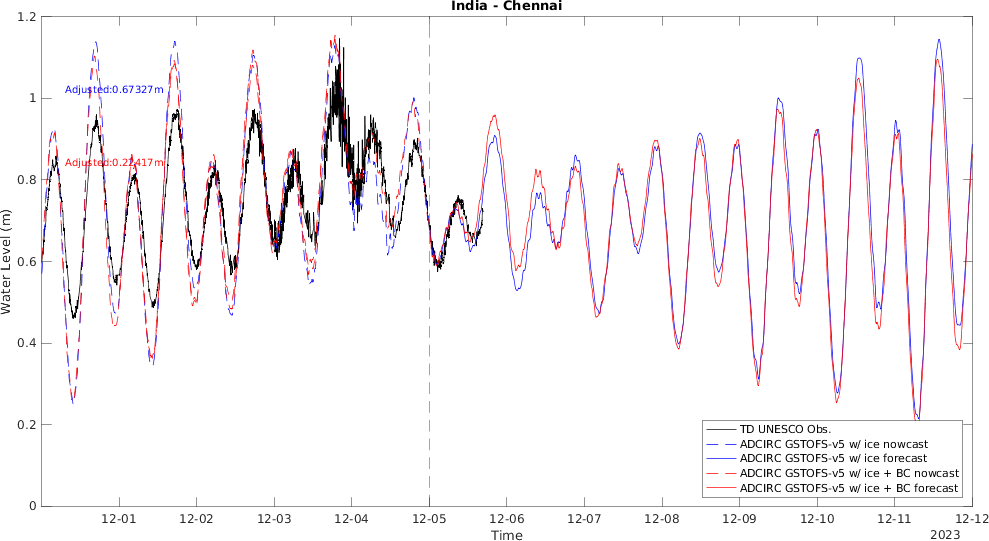 India - Chennai
1.2
1
0.8
0.6
0.4
0.2
0
Water Level (m)
Adjusted:0.67327m
Adjusted:0.22417m
TD UNESCO Obs.
ADCIRC GSTOFS-v5 w/ ice nowcast
ADCIRC GSTOFS-v5 w/ ice forecast
ADCIRC GSTOFS-v5 w/ ice + BC nowcast
ADCIRC GSTOFS-v5 w/ ice + BC forecast
12-01 12-02 12-03 12-04 12-05 12-06 12-07 12-08 12-09 12-10 12-11 12-12
Time
2023